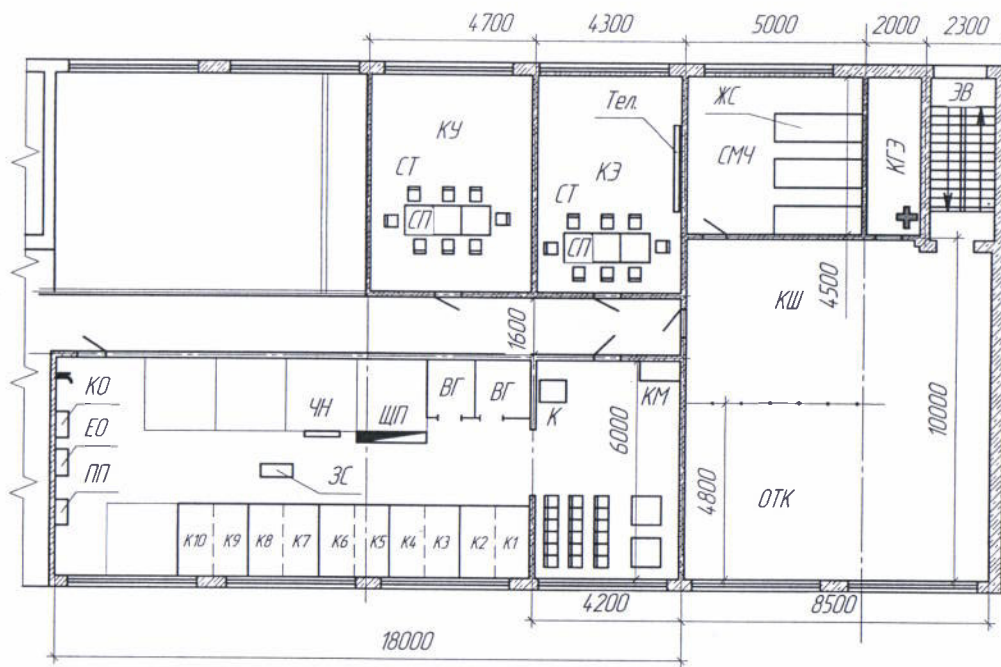 4700
4300
5000
2000
2300
ЖС
ЭВ
Тел.
КУ
СМЧ
КГЭ
СТ
КЭ
СТ
СП
СП
4500
КШ
1600
10000
КО
ВГ
ВГ
КМ
ЧН
ЩП
К
ЕО
6000
ЗС
ПП
4800
ОТК
К10
К9
К8
К7
К6
К5
К4
К3
К2
К1
4200
8500
18000